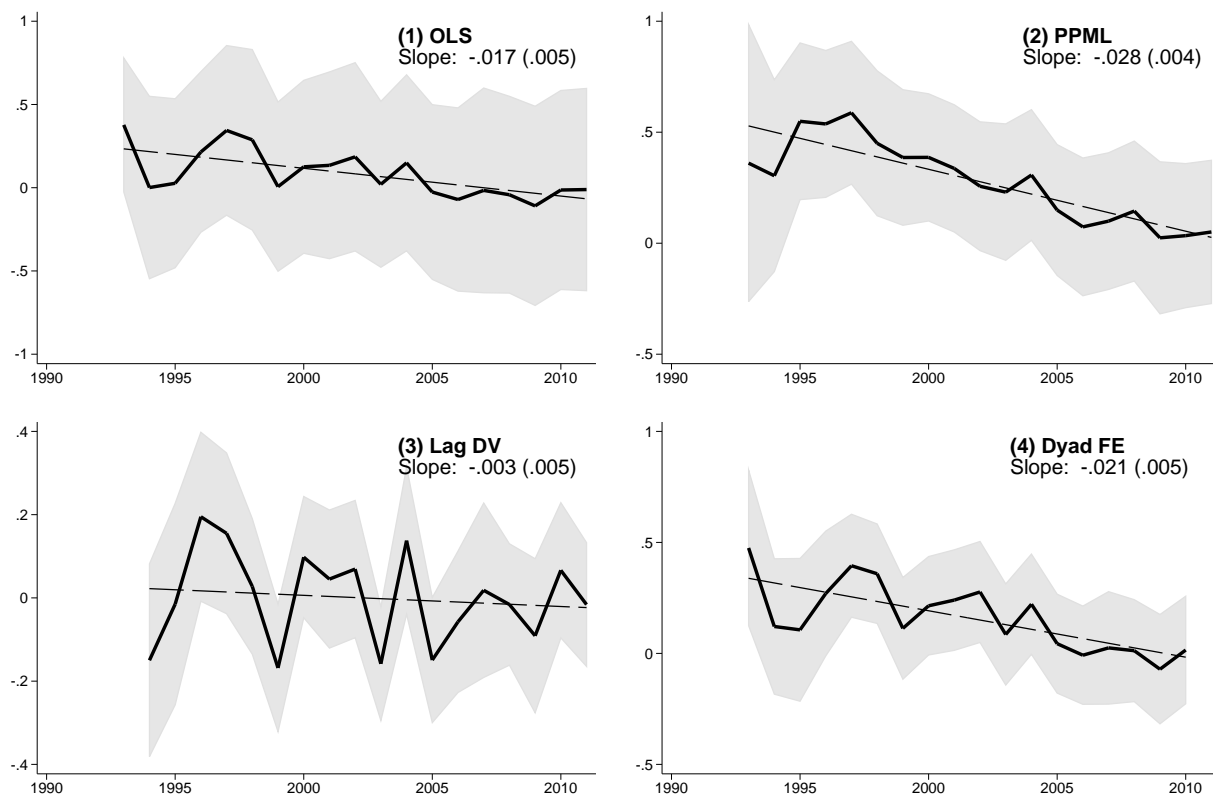 1
.5
0
-.5
-1
1990 1995 2000 2005 2010
(1) OLS
Slope: -.017 (.005)
1
.5
0
-.5
1990 1995 2000 2005 2010
(2) PPML
Slope: -.028 (.004)
.4
.2
0
-.2
-.4
1990 1995 2000 2005 2010
(3) Lag DV
Slope: -.003 (.005)
1
.5
0
-.5
1990 1995 2000 2005 2010
(4) Dyad FE
Slope: -.021 (.005)